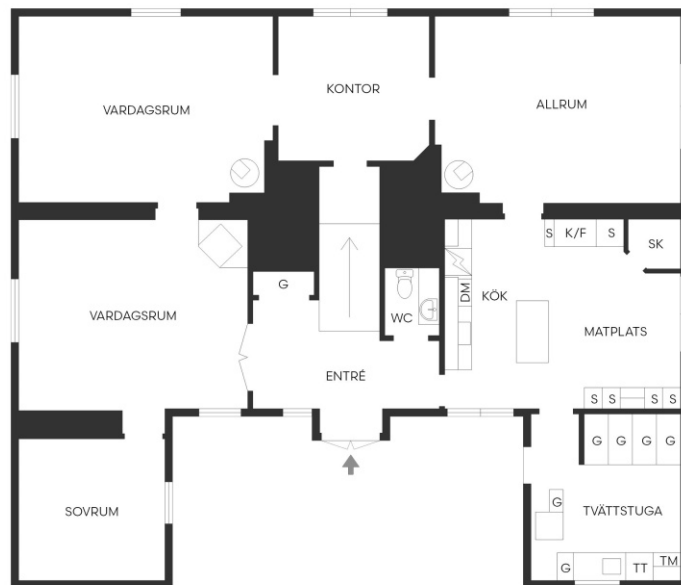 VARDAGSRUM
KONTOR
ALLRUM
S K/F S
SK
G
VARDAGSRUM
WC
DM
KÖK
MATPLATS
ENTRÉ
S S S S
G G G G
SOVRUM
G
TVÄTTSTUGA
G
TT
TM